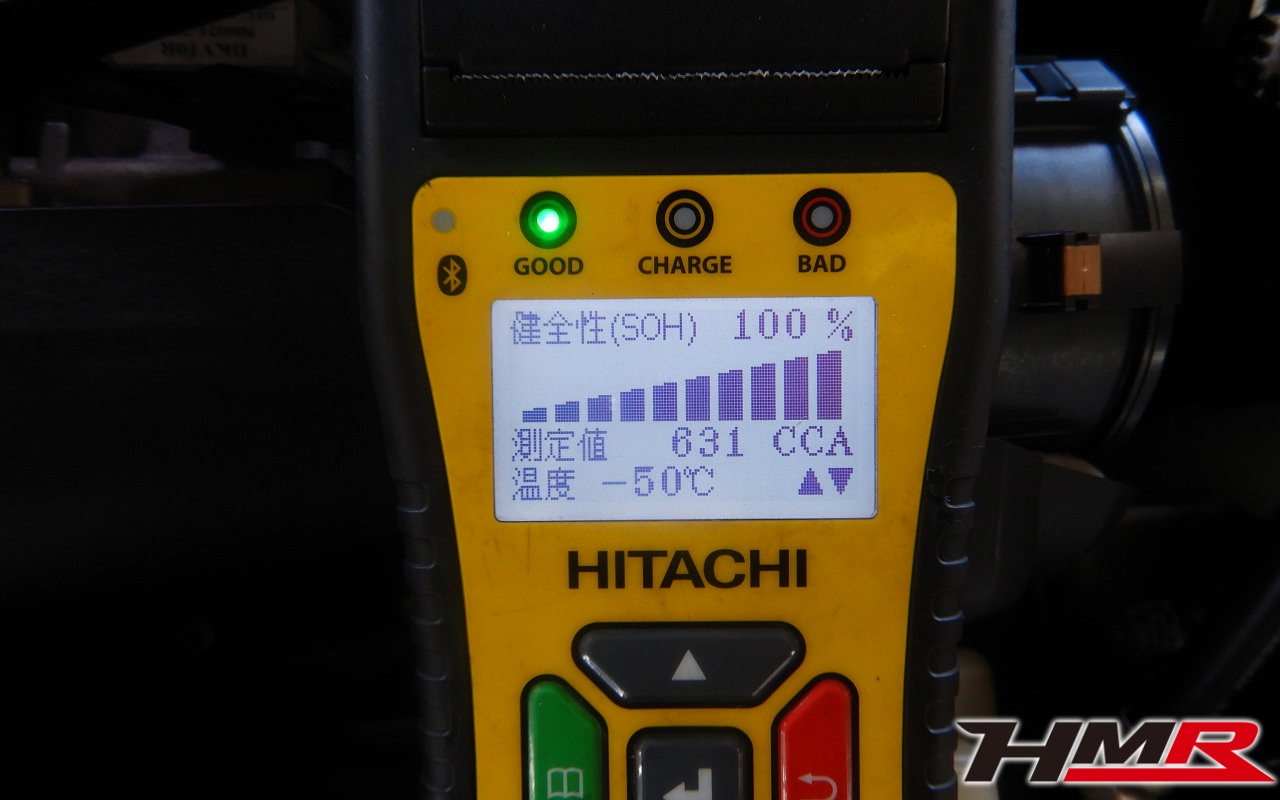 GOOD CHARGE BAD
健全性(SOH) 100 %
測定値 631 CCA
温度 -50℃ ▲▼
HITACHI
HMR